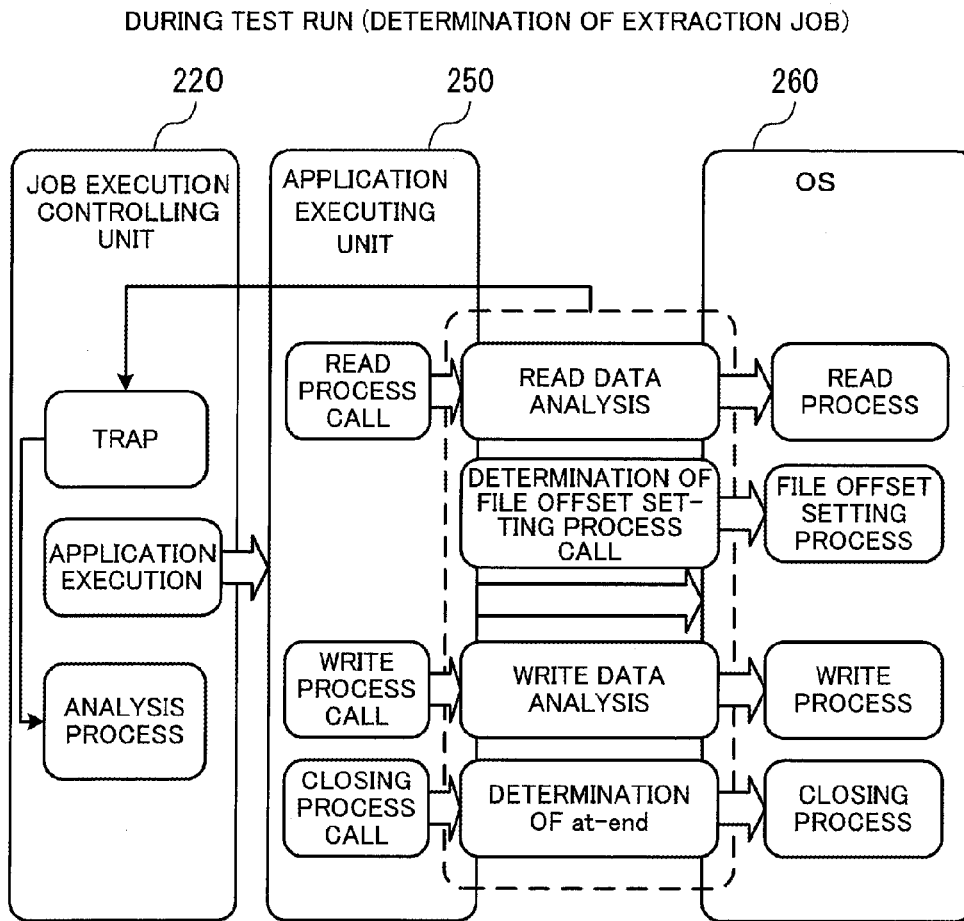 DURING TEST RUN (DETERMINATION OF EXTRACTION JOB)
220
250
260
JOB EXECUTION
CONTROLLING
UNIT
APPLICATION
EXECUTING
UNIT
OS
TRAP
APPLICATION
EXECUTION
ANALYSIS
PROCESS
READ
PROCESS
CALL
READ DATA
ANALYSIS
READ
PROCESS
DETERMINATION OF
FILE OFFSET SET-
TING PROCESS
CALL
FILE OFFSET
SETTING
PROCESS
WRITE
PROCESS
CALL
WRITE DATA
ANALYSIS
WRITE
PROCESS
CLOSING
PROCESS
CALL
DETERMINATION
OF at-end
CLOSING
PROCESS